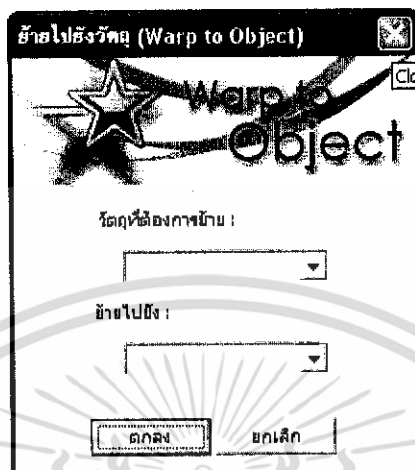 ย้ายไปยังวัตถุ (Warp to Object)
Clo
Warp to
Object
วัตถุที่ต้องการย้าย :
ย้ายไปยัง :
ตกลง ยกเลิก